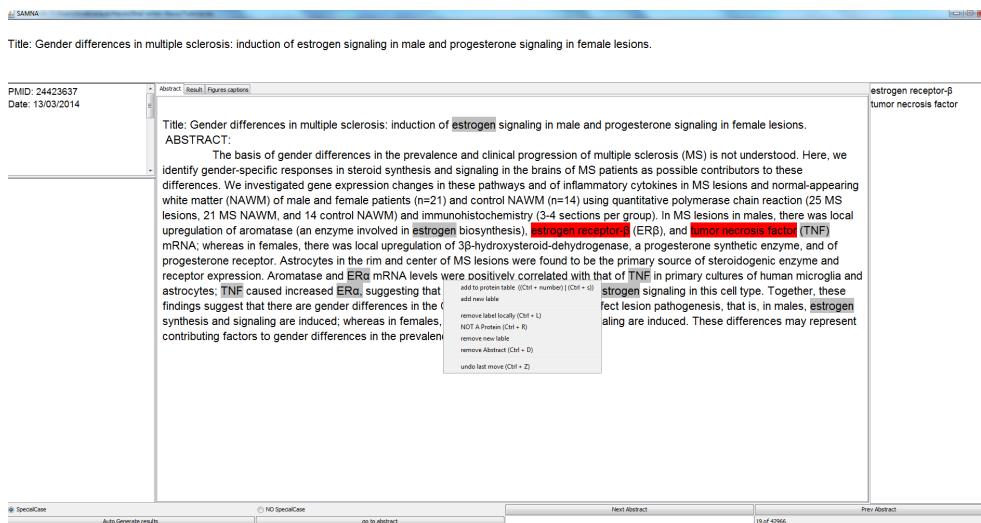 SAMNA
Title: Gender differences in multiple sclerosis: induction of estrogen signaling in male and progesterone signaling in female lesions.
PMID: 24423637
Date: 13/03/2014
Abstract Result Figures captions
estrogen receptor-β
tumor necrosis factor
Title: Gender differences in multiple sclerosis: induction of estrogen signaling in male and progesterone signaling in female lesions.
ABSTRACT:
The basis of gender differences in the prevalence and clinical progression of multiple sclerosis (MS) is not understood. Here, we
identify gender-specific responses in steroid synthesis and signaling in the brains of MS patients as possible contributors to these
differences. We investigated gene expression changes in these pathways and of inflammatory cytokines in MS lesions and normal-appearing
white matter (NAWM) of male and female patients (n=21) and control NAWM (n=14) using quantitative polymerase chain reaction (25 MS
lesions, 21 MS NAWM, and 14 control NAWM) and immunohistochemistry (3-4 sections per group). In MS lesions in males, there was local
upregulation of aromatase (an enzyme involved in estrogen biosynthesis), estrogen receptor-β (ERβ), and tumor necrosis factor (TNF)
mRNA; whereas in females, there was local upregulation of 3β-hydroxysteroid-dehydrogenase, a progesterone synthetic enzyme, and of
progesterone receptor. Astrocytes in the rim and center of MS lesions were found to be the primary source of steroidogenic enzyme and
receptor expression. Aromatase and ERα mRNA levels were positively correlated with that of TNF in primary cultures of human microglia and
astrocytes; TNF caused increased ERα, suggesting that strogen signaling in this cell type. Together, these
findings suggest that there are gender differences in the fect lesion pathogenesis, that is, in males, estrogen
synthesis and signaling are induced; whereas in females, aling are induced. These differences may represent
contributing factors to gender differences in the prevalen
add to protein table ((Ctrl + number) | (Ctrl + s))
add new lable
remove label locally (Ctrl + L)
NOT A Protein (Ctrl + R)
remove new lable
remove Abstract (Ctrl + D)
undo last move (Ctrl + Z)
SpecialCase NO SpecialCase Next Abstract Prev Abstract
Auto Generate results go to abstract 19 of 42966